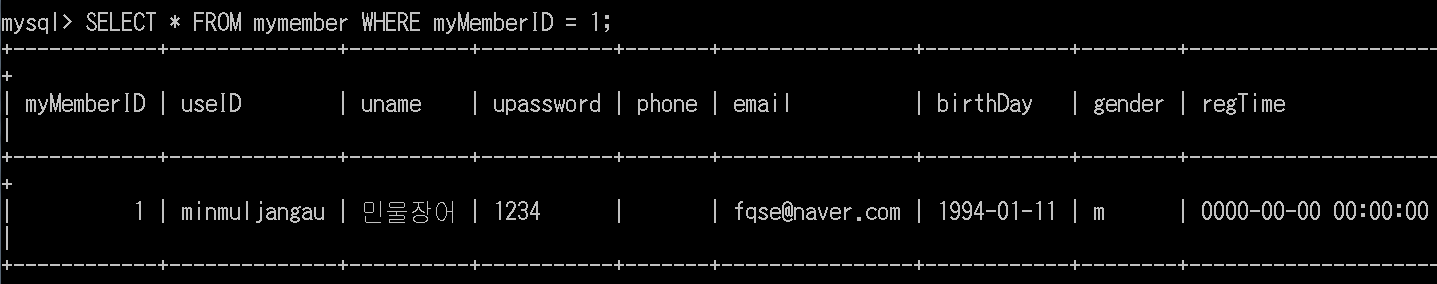 mysql> SELECT * FROM mymember WHERE myMemberID = 1;
+------------+--------------+----------+-----------+-------+----------------+------------+--------+---------------------
+
| myMemberID | useID        | uname    | upassword | phone | email          | birthDay   | gender | regTime
|
+------------+--------------+----------+-----------+-------+----------------+------------+--------+---------------------
+
|          1 | minmuljangau | 민물장어 | 1234      |       | fqse@naver.com | 1994-01-11 | m      | 0000-00-00 00:00:00
|
+------------+--------------+----------+-----------+-------+----------------+------------+--------+---------------------